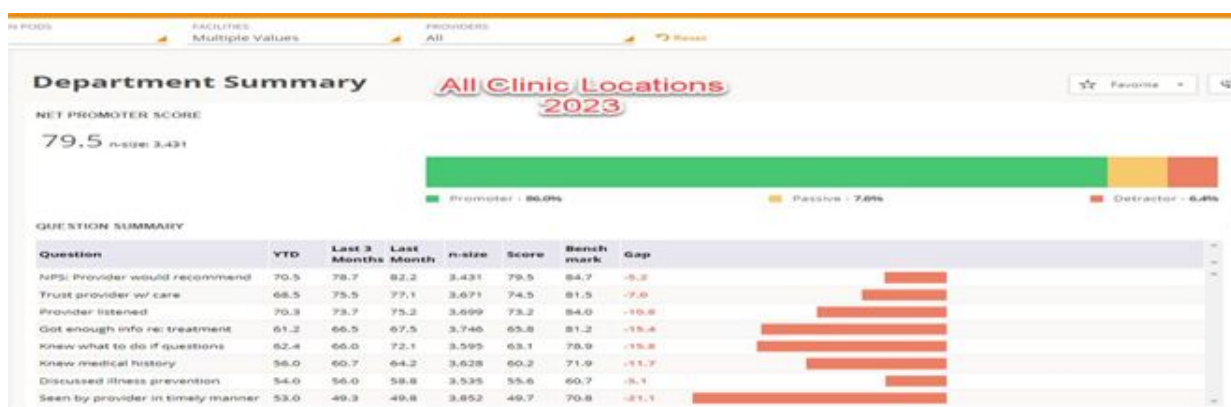 N PODS FACILITIES PROVIDERS
Multiple Values All Reset
Department Summary All Clinic Locations Favorite
2023
NET PROMOTER SCORE
79.5 n-size: 3,431
Promoter - 86.0% Passive - 7.6% Detractor - 6.4%
QUESTION SUMMARY
Question YTD Last 3 Months Last Month n-size Score Bench mark Gap
NPS: Provider would recommend 70.5 78.7 82.2 3,431 79.5 84.7 -5.2
Trust provider w/ care 68.5 75.5 77.1 3,671 74.5 81.5 -7.0
Provider listened 70.3 73.7 75.2 3,699 73.2 84.0 -10.8
Got enough info re: treatment 61.2 66.5 67.5 3,746 65.8 81.2 -15.4
Knew what to do if questions 62.4 66.0 72.1 3,595 63.1 78.9 -15.8
Knew medical history 56.0 60.7 64.2 3,628 60.2 71.9 -11.7
Discussed illness prevention 54.0 56.0 58.8 3,535 55.6 60.7 -5.1
Seen by provider in timely manner 53.0 49.3 49.8 3,852 49.7 70.8 -21.1